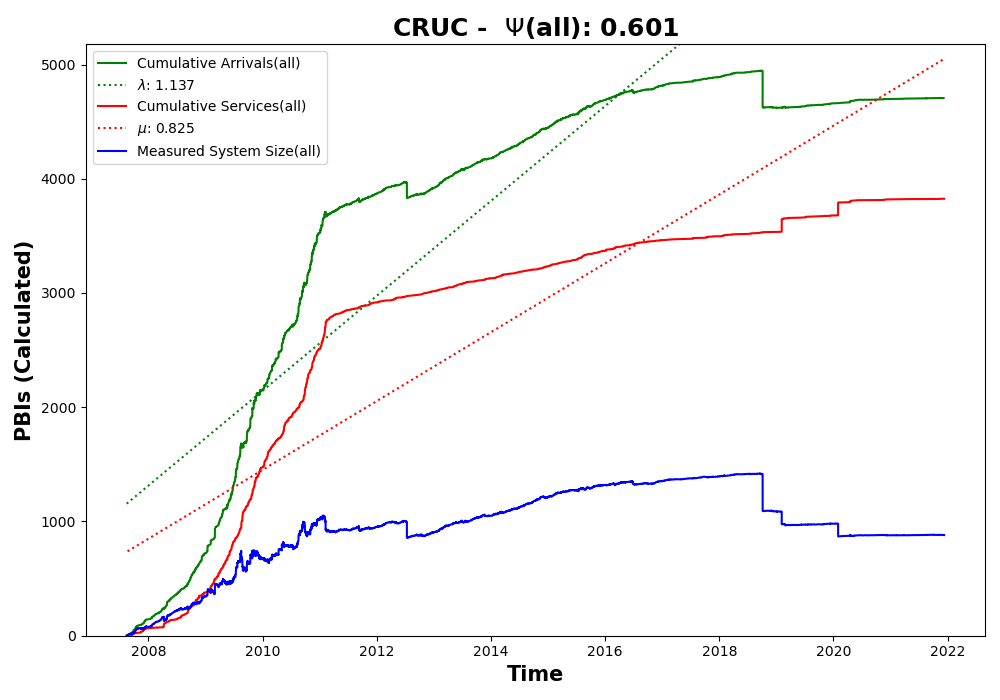 CRUC - Ψ(all): 0.601
Cumulative Arrivals(all)
λ: 1.137
Cumulative Services(all)
μ: 0.825
Measured System Size(all)
PBIs (Calculated)
5000
4000
3000
2000
1000
0
2008 2010 2012 2014 2016 2018 2020 2022
Time